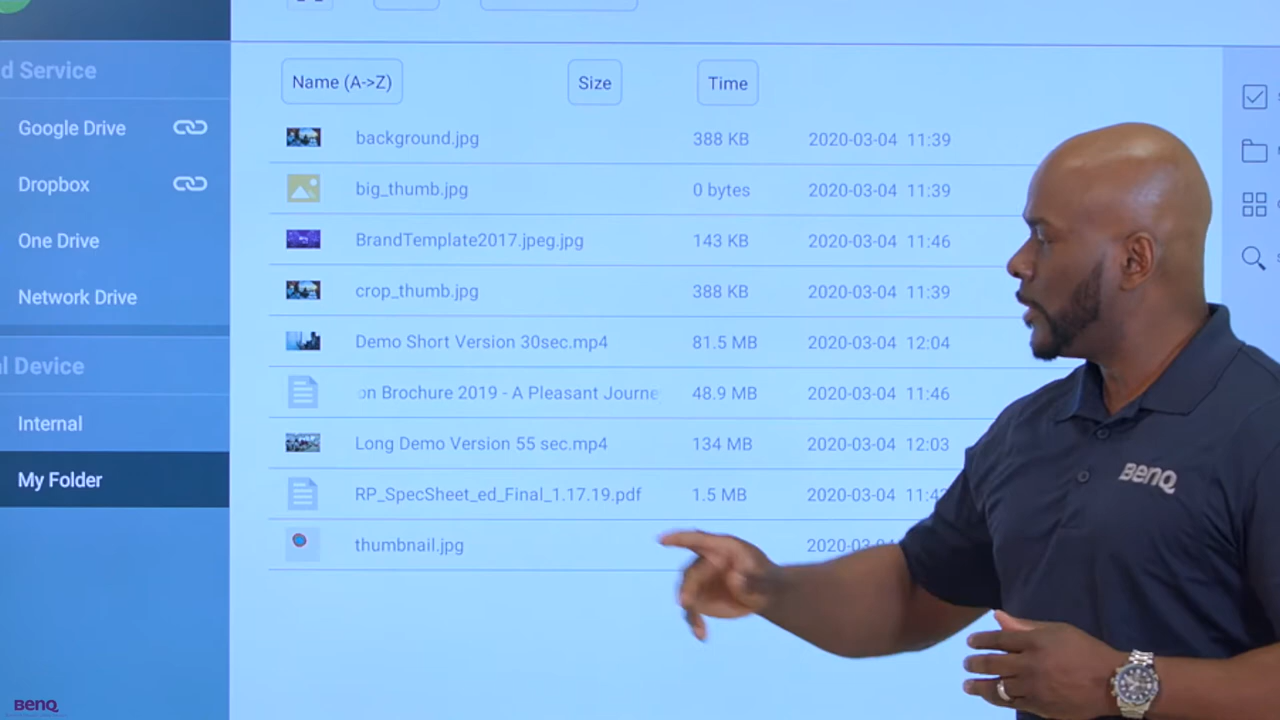 d Service
Google Drive
Dropbox
One Drive
Network Drive
l Device
Internal
My Folder
Name (A->Z) Size Time
background.jpg 388 KB 2020-03-04 11:39
big_thumb.jpg 0 bytes 2020-03-04 11:39
BrandTemplate2017.jpeg.jpg 143 KB 2020-03-04 11:46
crop_thumb.jpg 388 KB 2020-03-04 11:39
Demo Short Version 30sec.mp4 81.5 MB 2020-03-04 12:04
on Brochure 2019 - A Pleasant Journe 48.9 MB 2020-03-04 11:46
Long Demo Version 55 sec.mp4 134 MB 2020-03-04 12:03
RP_SpecSheet_ed_Final_1.17.19.pdf 1.5 MB 2020-03-04 11:4
thumbnail.jpg 2020-03-04
BenQ
BenQ